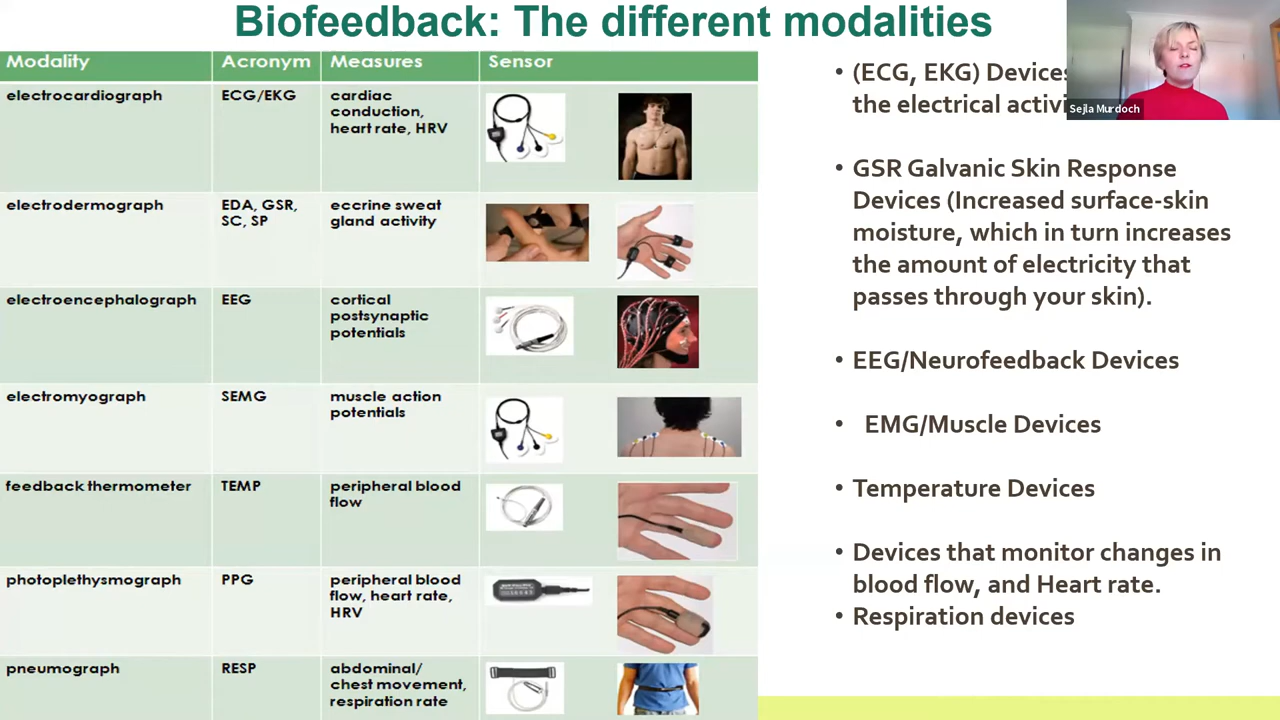 Biofeedback: The different modalities
Modality Acronym Measures Sensor
electrocardiograph ECG/EKG cardiac
conduction,
heart rate, HRV
electrodermograph EDA, GSR, eccrine sweat
SC, SP gland activity
electroencephalograph EEG cortical
postsynaptic
potentials
electromyograph SEMG muscle action
potentials
feedback thermometer TEMP peripheral blood
flow
photoplethysmograph PPG peripheral blood
flow, heart rate,
HRV
pneumograph RESP abdominal/
chest movement,
respiration rate
• (ECG, EKG) Devices
the electrical activi
Sejla Murdoch
• GSR Galvanic Skin Response
Devices (Increased surface-skin
moisture, which in turn increases
the amount of electricity that
passes through your skin).
• EEG/Neurofeedback Devices
• EMG/Muscle Devices
• Temperature Devices
• Devices that monitor changes in
blood flow, and Heart rate.
• Respiration devices